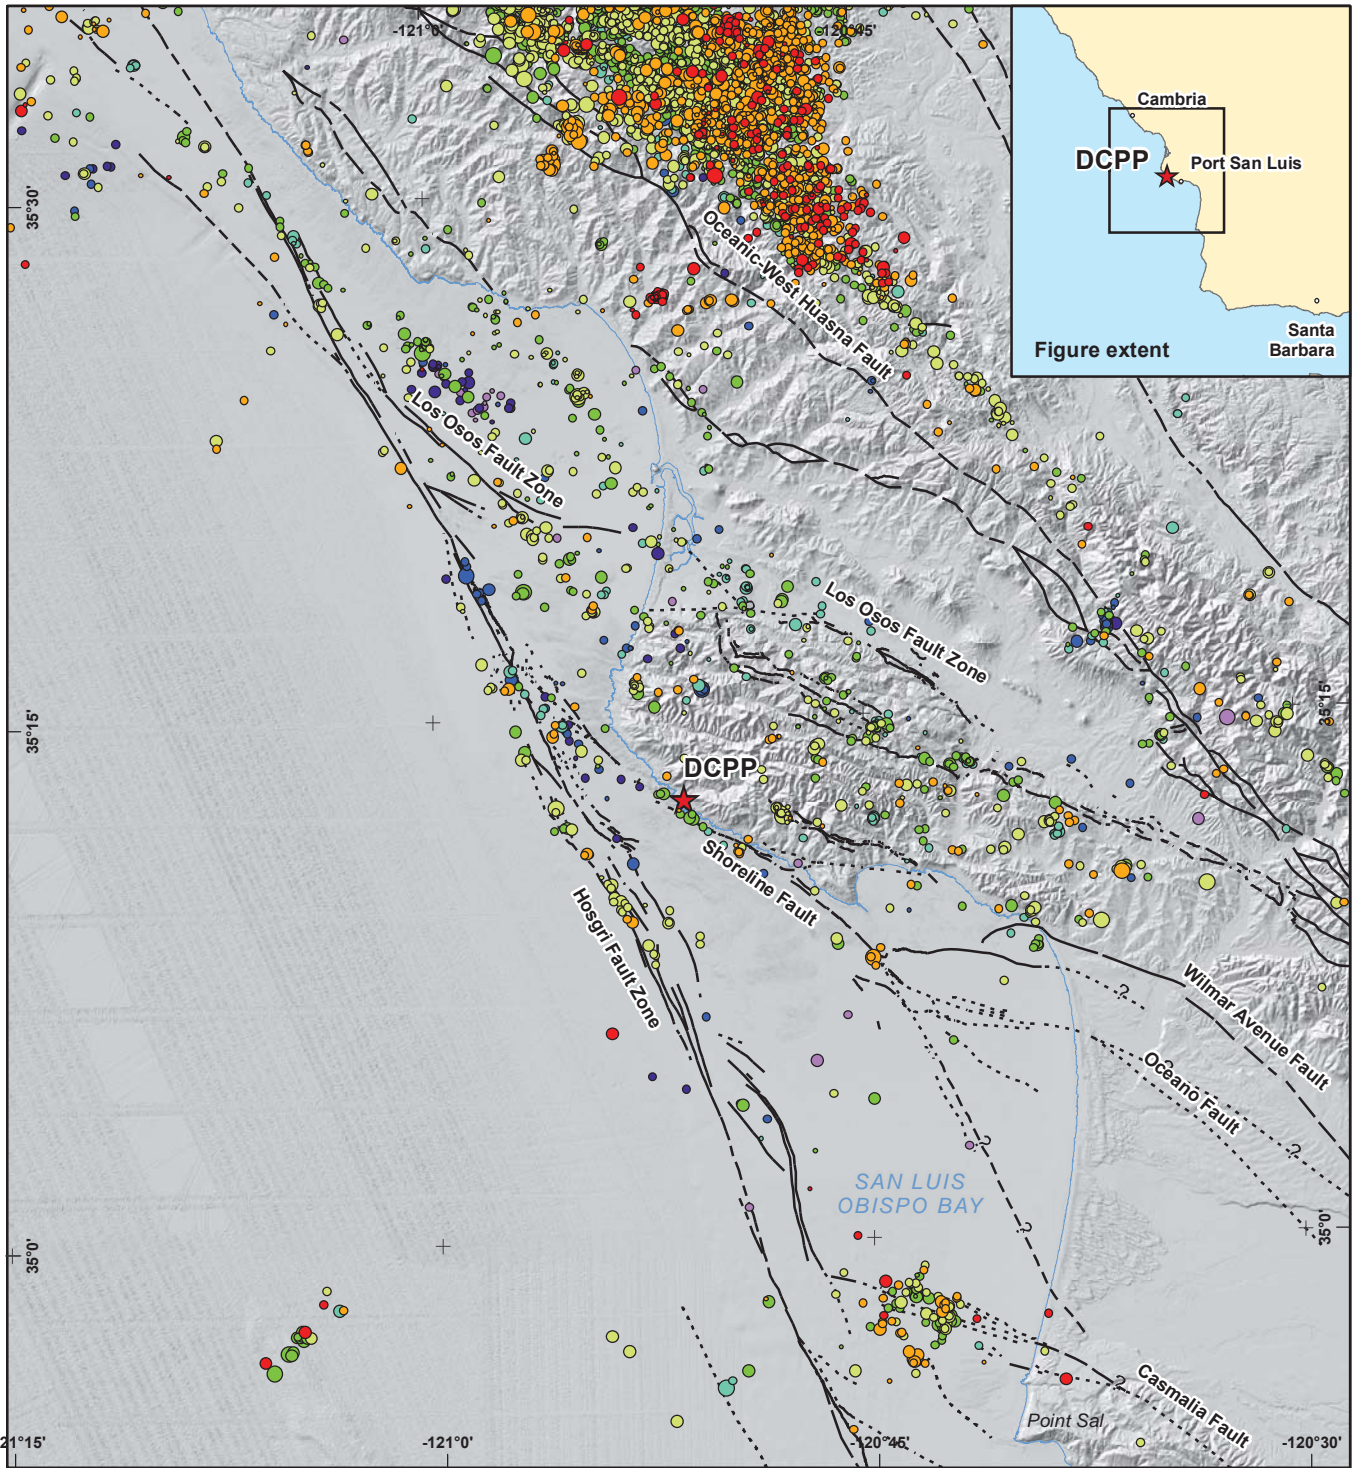 -121°0'
-120°45'
Cambria
DCPP
Port San Luis
Santa
Barbara
Figure extent
35°30'
Oceanic-West Huasna Fault
Los Osos Fault Zone
Los Osos Fault Zone
35°15'
35°15'
DCPP
Shoreline Fault
Hosgri Fault Zone
Wilmar Avenue Fault
?
Oceano Fault
?
?
?
?
SAN LUIS
OBISPO BAY
35°0'
35°0'
Casmalia Fault
?
Point Sal
21°15'
-121°0'
-120°45'
-120°30'